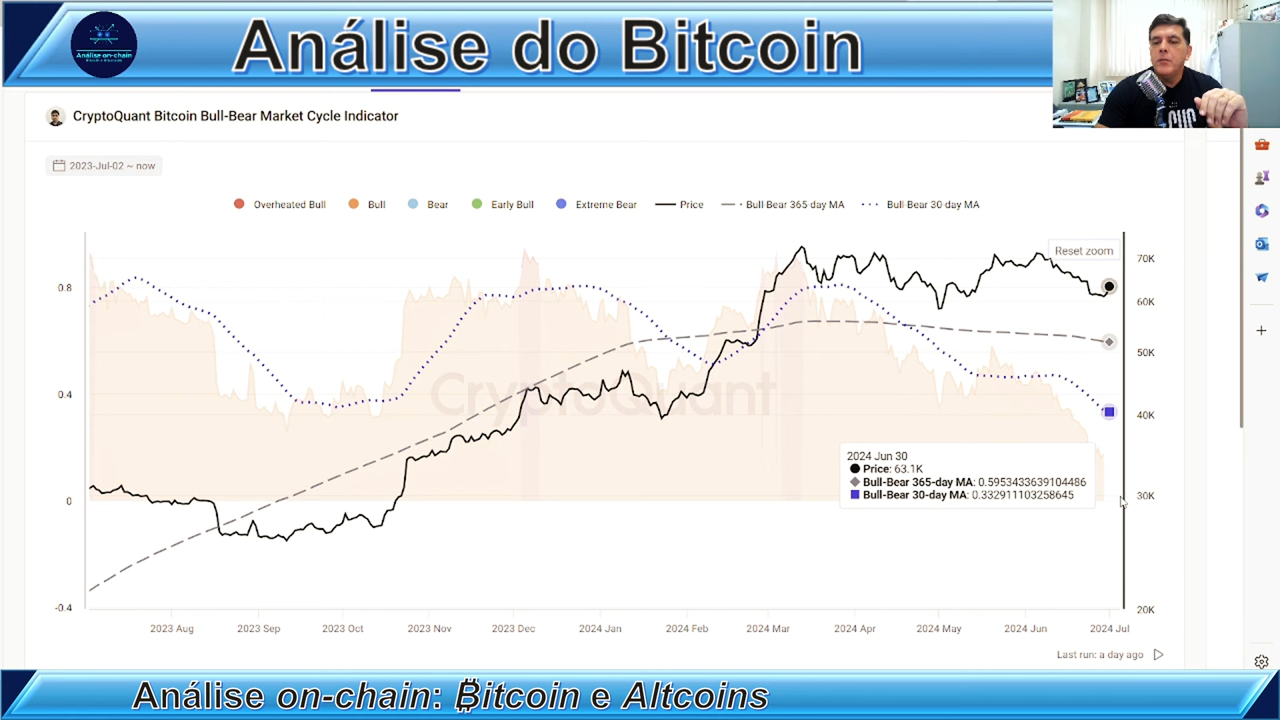 Análise do Bitcoin
Análise on-chain
CryptoQuant Bitcoin Bull-Bear Market Cycle Indicator
2023-Jul-02 ~ now
Overheated Bull Bull Bear Early Bull Extreme Bear Price Bull-Bear 365-day MA Bull-Bear 30-day MA
Reset zoom
0.8
0.4
0
-0.4
70K
60K
50K
40K
30K
20K
CryptoQuant
2024 Jun 30
Price: 63.1K
Bull-Bear 365-day MA: 0.5953433639104486
Bull-Bear 30-day MA: 0.332911103258645
2023 Aug 2023 Sep 2023 Oct 2023 Nov 2023 Dec 2024 Jan 2024 Feb 2024 Mar 2024 Apr 2024 May 2024 Jun 2024 Jul
Last run: a day ago
Análise on-chain: ₿itcoin e Altcoins